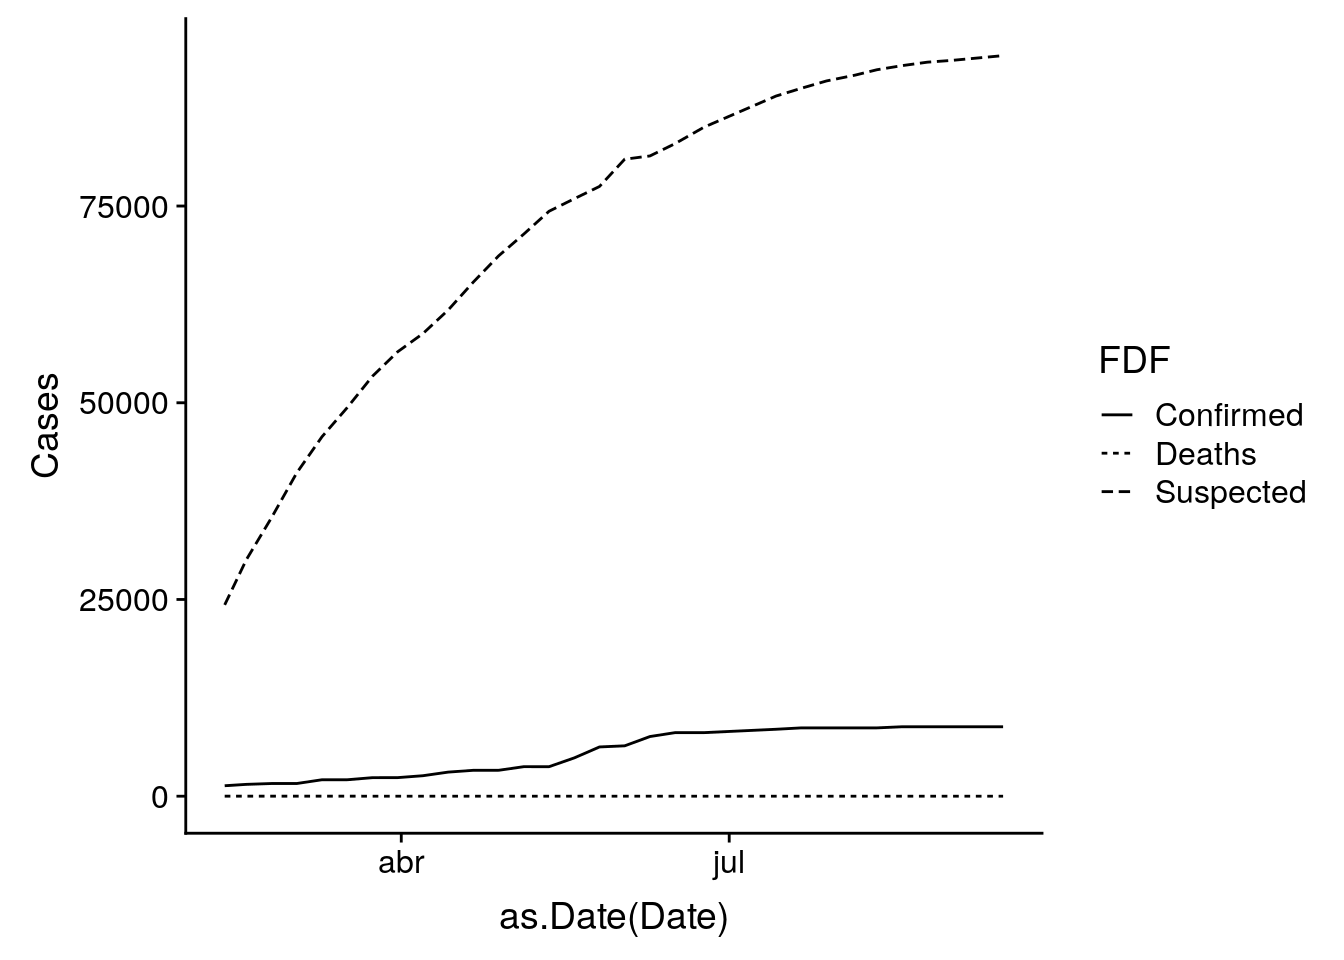 75000
50000
25000
0
Cases
abr
jul
as.Date(Date)
FDF
Confirmed
Deaths
Suspected